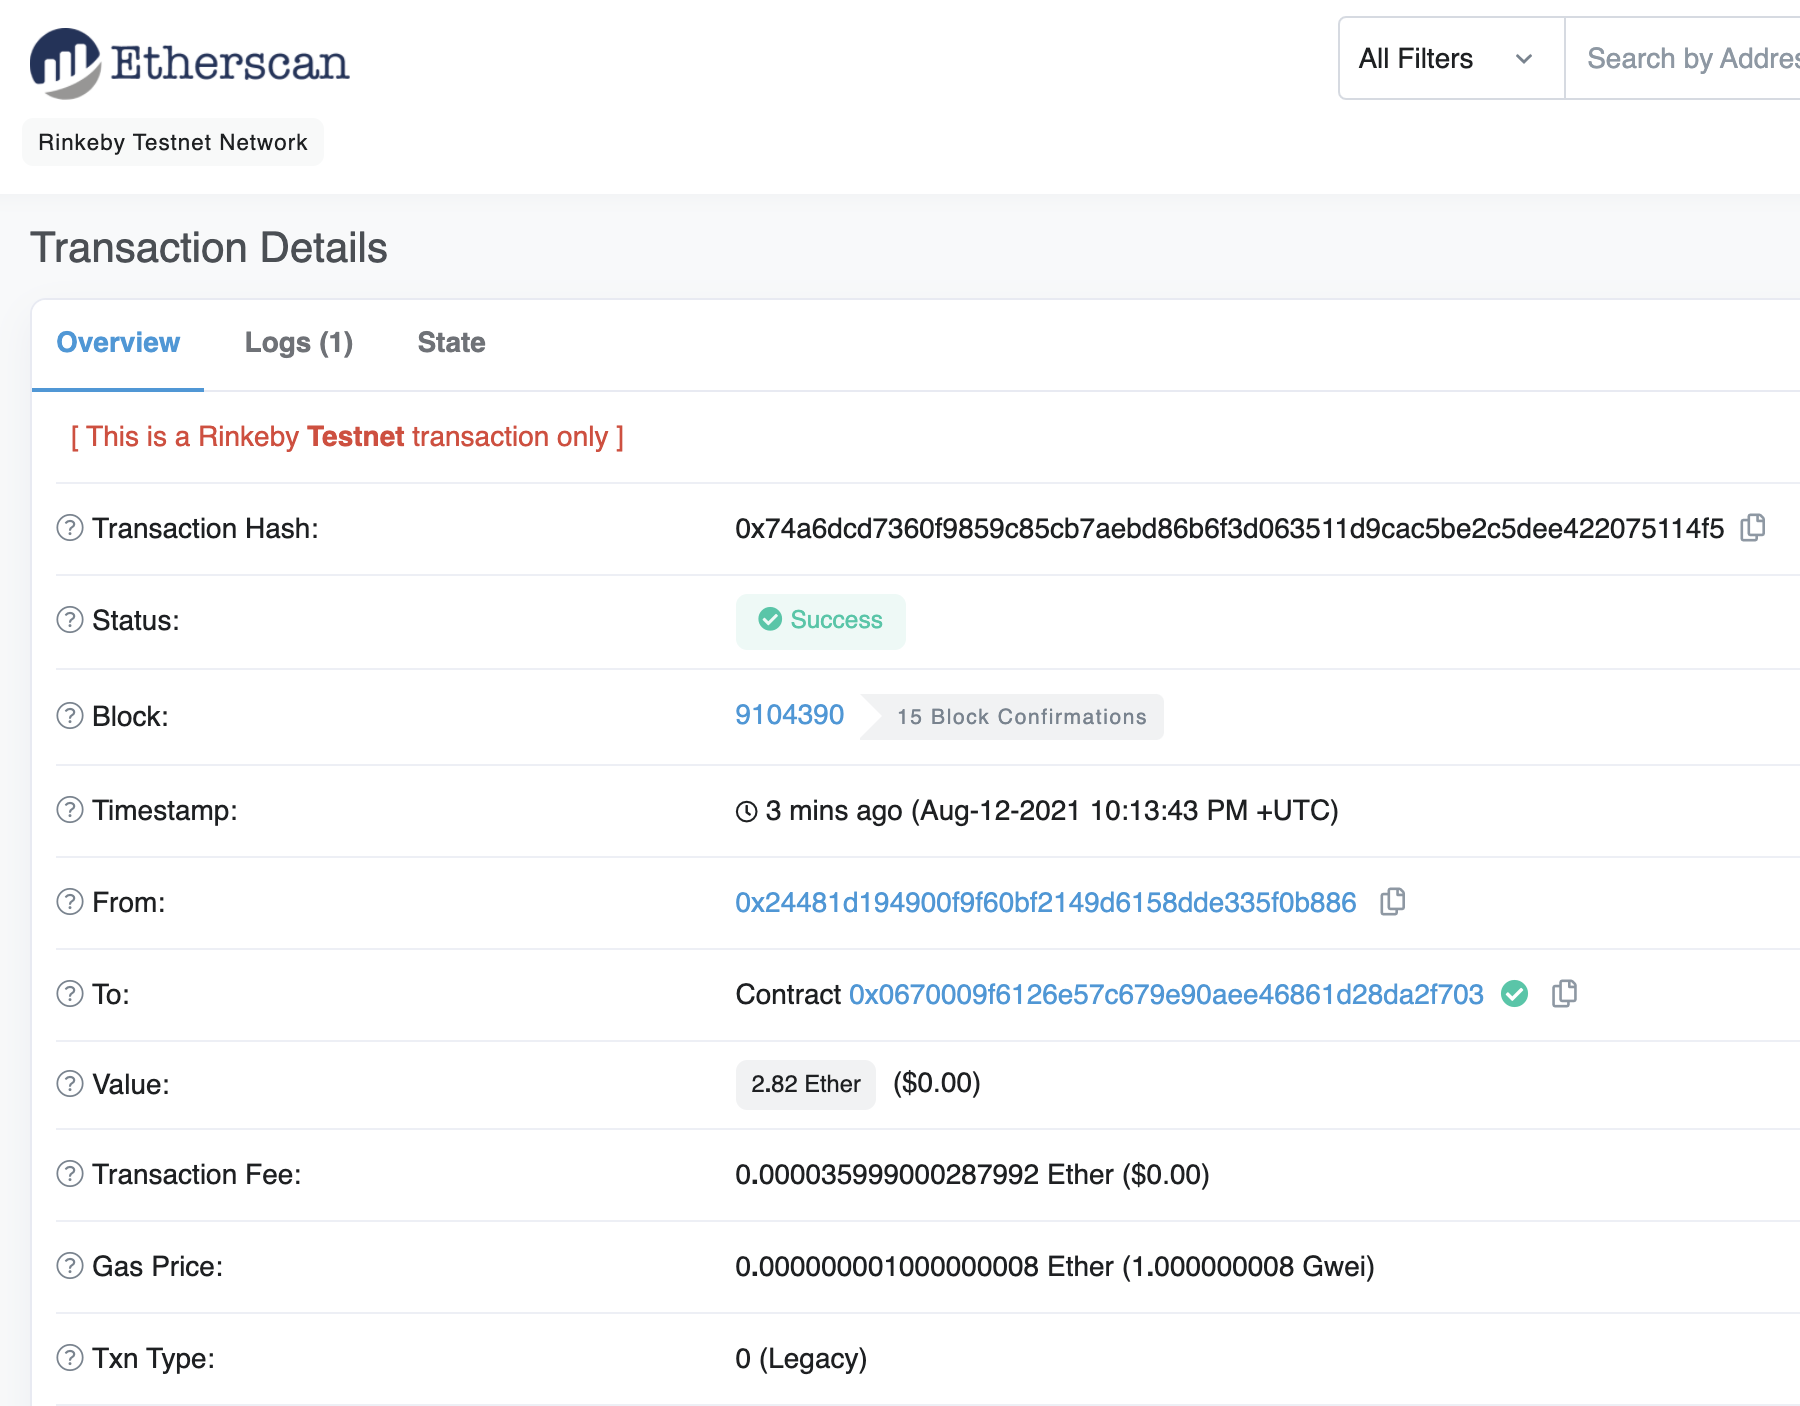 Etherscan
All Filters
Search by Addres
Rinkeby Testnet Network
Transaction Details
Overview Logs (1) State
[ This is a Rinkeby Testnet transaction only ]
Transaction Hash: 0x74a6dcd7360f9859c85cb7aebd86b6f3d063511d9cac5be2c5dee422075114f5
Status: Success
Block: 9104390 15 Block Confirmations
Timestamp: 3 mins ago (Aug-12-2021 10:13:43 PM +UTC)
From: 0x24481d194900f9f60bf2149d6158dde335f0b886
To: Contract 0x0670009f6126e57c679e90aee46861d28da2f703
Value: 2.82 Ether ($0.00)
Transaction Fee: 0.000035999000287992 Ether ($0.00)
Gas Price: 0.000000001000000008 Ether (1.000000008 Gwei)
Txn Type: 0 (Legacy)